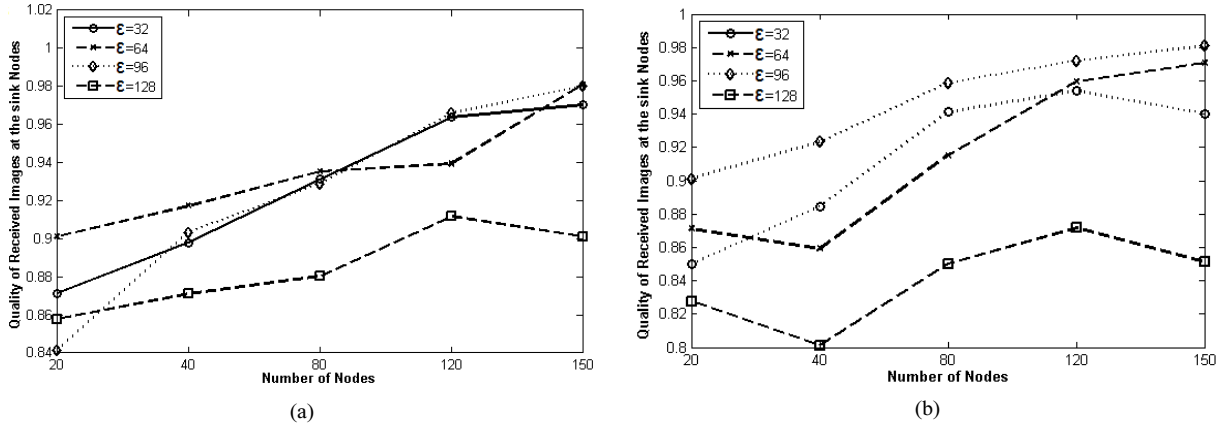 Quality of Received Images at the sink Nodes
1.02
1
0.98
0.96
0.94
0.92
0.9
0.88
0.86
0.84
ε=32
ε=64
ε=96
ε=128
20
40
80
120
150
Number of Nodes
(a)
Quality of Received Images at the sink Nodes
1
0.98
0.96
0.94
0.92
0.9
0.88
0.86
0.84
0.82
0.8
ε=32
ε=64
ε=96
ε=128
20
40
80
120
150
Number of Nodes
(b)